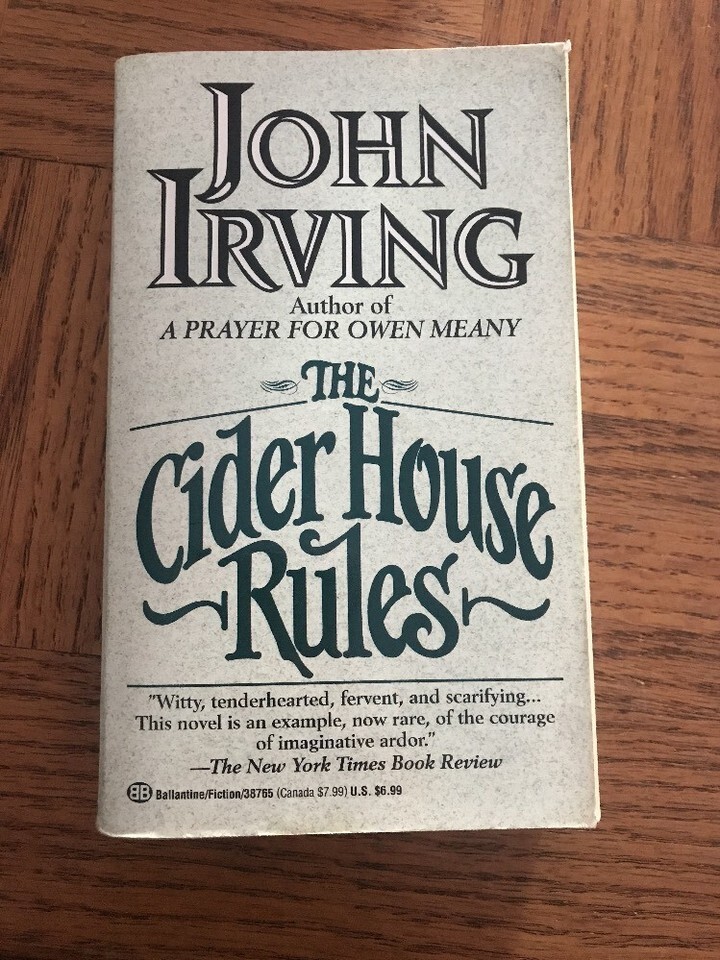 JOHN
IRVING
Author of
A PRAYER FOR OWEN MEANY
THE
Cider House
Rules
"Witty, tenderhearted, fervent, and scarifying...
This novel is an example, now rare, of the courage
of imaginative ardor."
—The New York Times Book Review
BB Ballantine/Fiction/38765 (Canada $7.99) U.S. $6.99